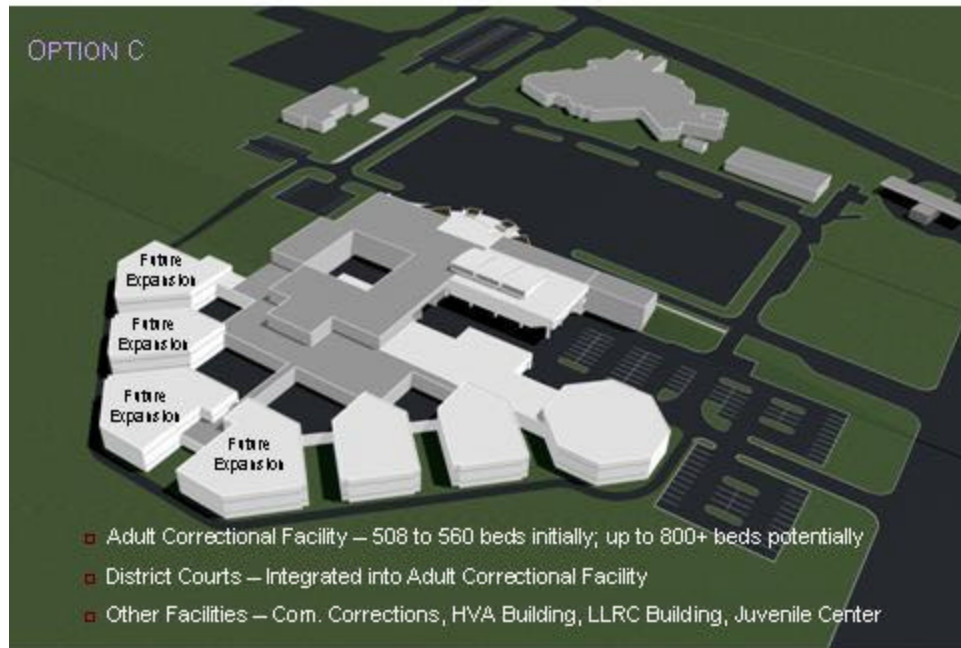 OPTION C
Future
Expansion
Future
Expansion
Future
Expansion
Future
Expansion
Adult Correctional Facility – 508 to 560 beds initially; up to 800+ beds potentially
District Courts – Integrated into Adult Correctional Facility
Other Facilities – Com. Corrections, HVA Building, LLRC Building, Juvenile Center